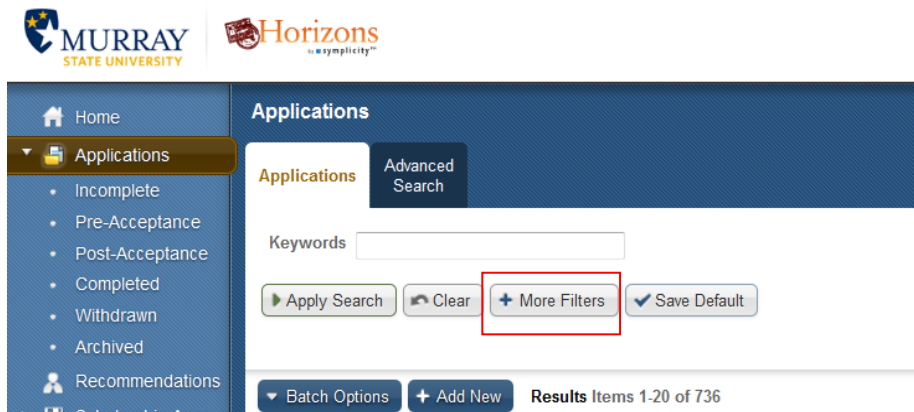 MURRAY
STATE UNIVERSITY
Horizons
by symplicity™
Home
Applications
Incomplete
Pre-Acceptance
Post-Acceptance
Completed
Withdrawn
Archived
Recommendations
Applications
Applications
Advanced
Search
Keywords
Apply Search Clear More Filters Save Default
Batch Options Add New Results Items 1-20 of 736